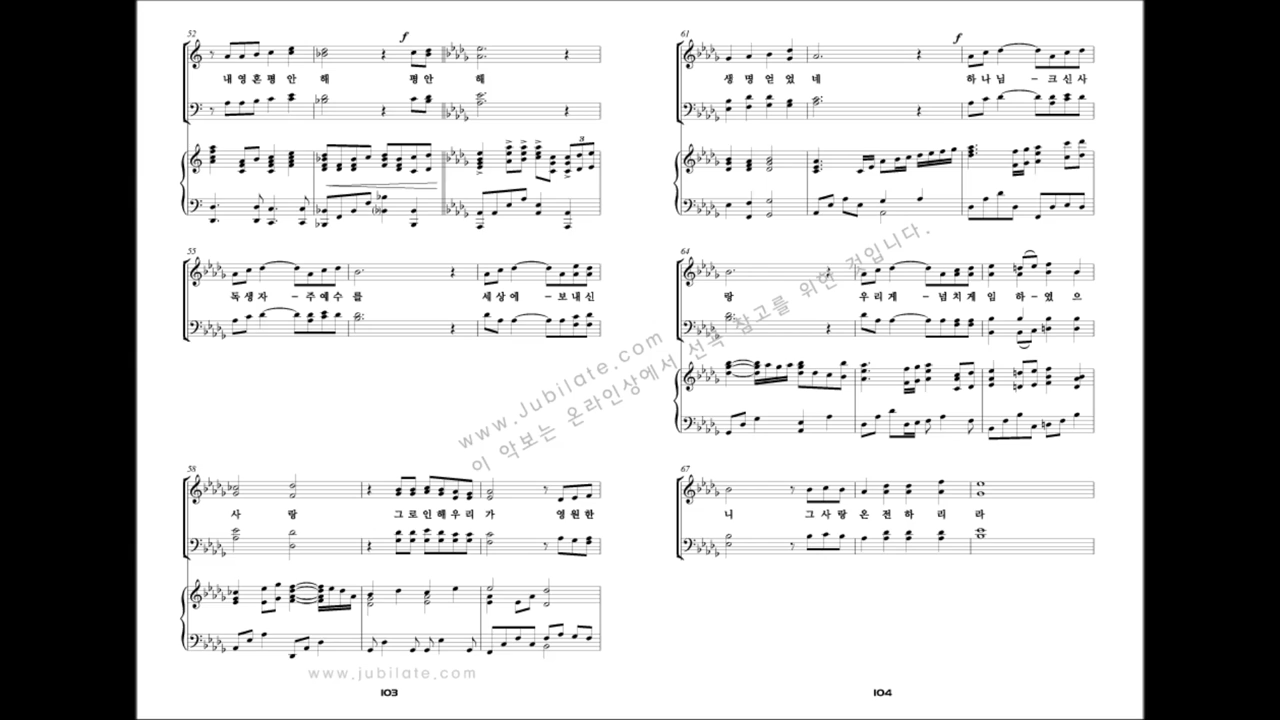 52
f
내 영 혼 평 안 해 평 안 해
3
55
독 생 자 - 주 예 수 를 세 상 에 - 보 내 신
58
사 랑 그 로 인 해 우 리 가 영 원 한
www.jubilate.com
103
61
f
생 명 얻 었 네 하 나 님 - 크 신 사
64
랑 우 리 게 - 넘 치 게 임 하 - 였 으
67
니 그 사 랑 온 전 하 리 라
104
www.Jubilate.com
이 악보는 온라인상에서 선곡 참고를 위한 것입니다.